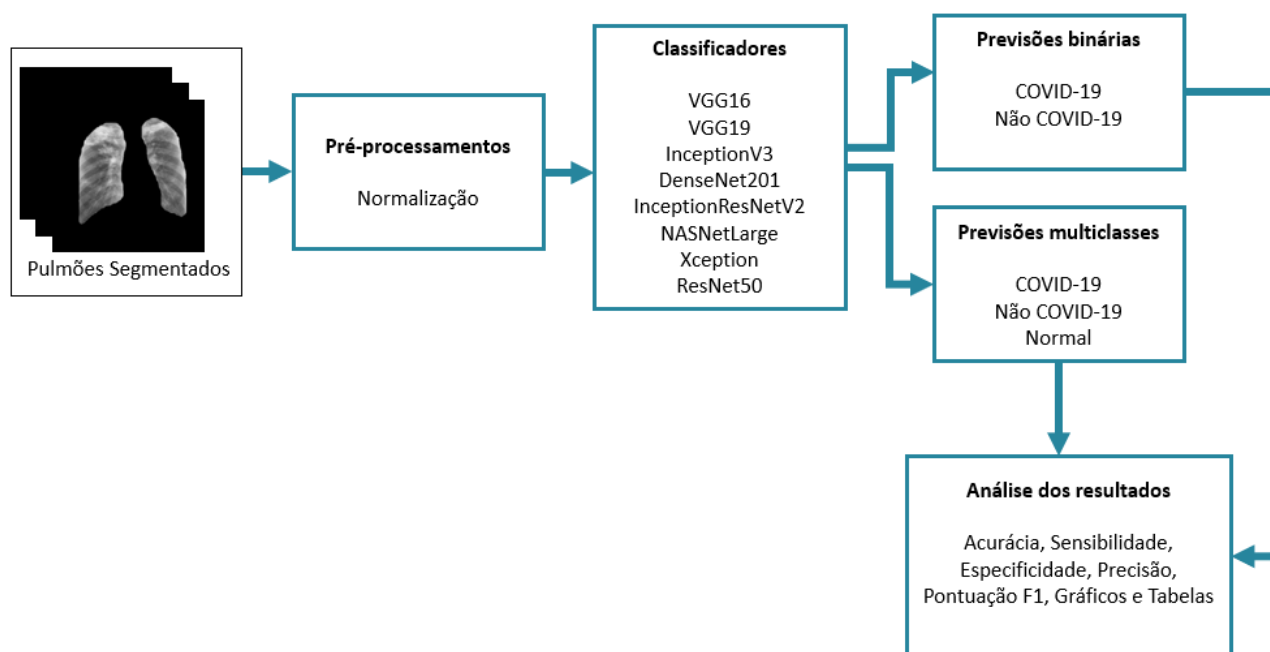 Pulmões Segmentados
Pré-processamentos
Normalização
Classificadores
VGG16
VGG19
InceptionV3
DenseNet201
InceptionResNetV2
NASNetLarge
Xception
ResNet50
Previsões binárias
COVID-19
Não COVID-19
Previsões multiclasses
COVID-19
Não COVID-19
Normal
Análise dos resultados
Acurácia, Sensibilidade,
Especificidade, Precisão,
Pontuação F1, Gráficos e Tabelas